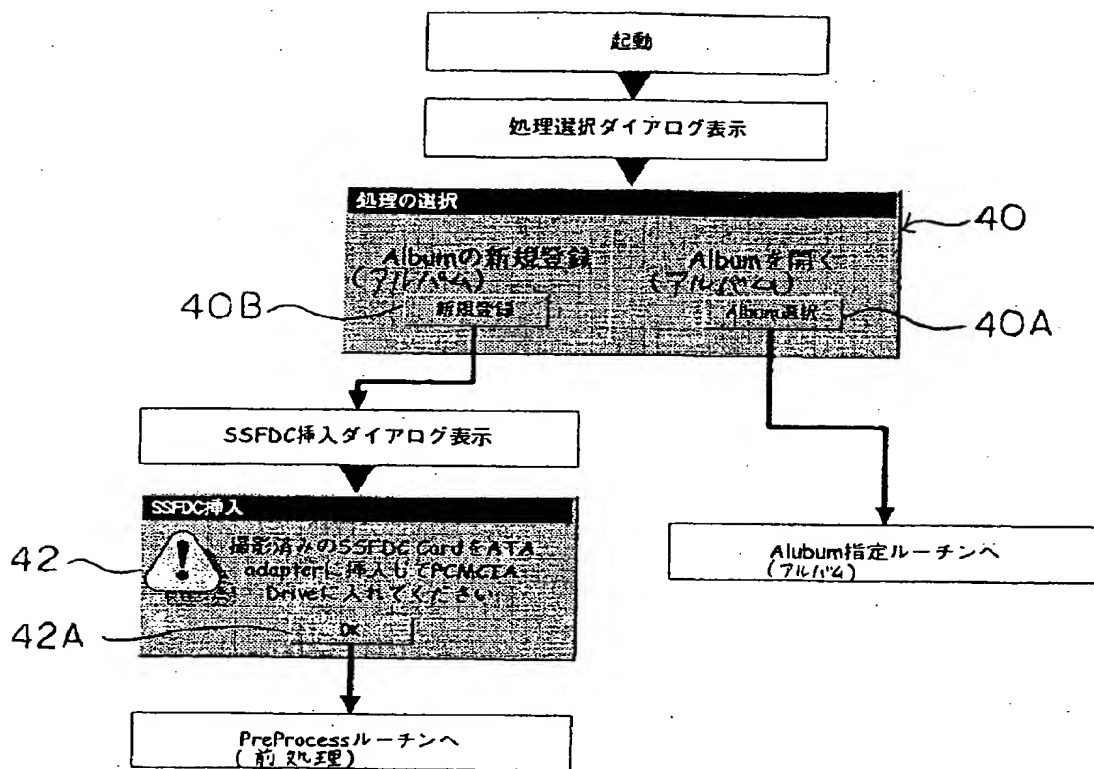 起動
処理選択ダイアログ表示
処理の選択
40
Albumの新規登録
(アルバム)
Albumを開く
(アルバム)
40B
新規登録
Album選択
40A
SSFDC挿入ダイアログ表示
SSFDC挿入
42
撮影済みのSSFDC CardをATA
adapterに挿入してPCMCIA
Driveに入れてください
42A
OK
Alubum指定ルーチンへ
(アルバム)
PreProcessルーチンへ
(前処理)